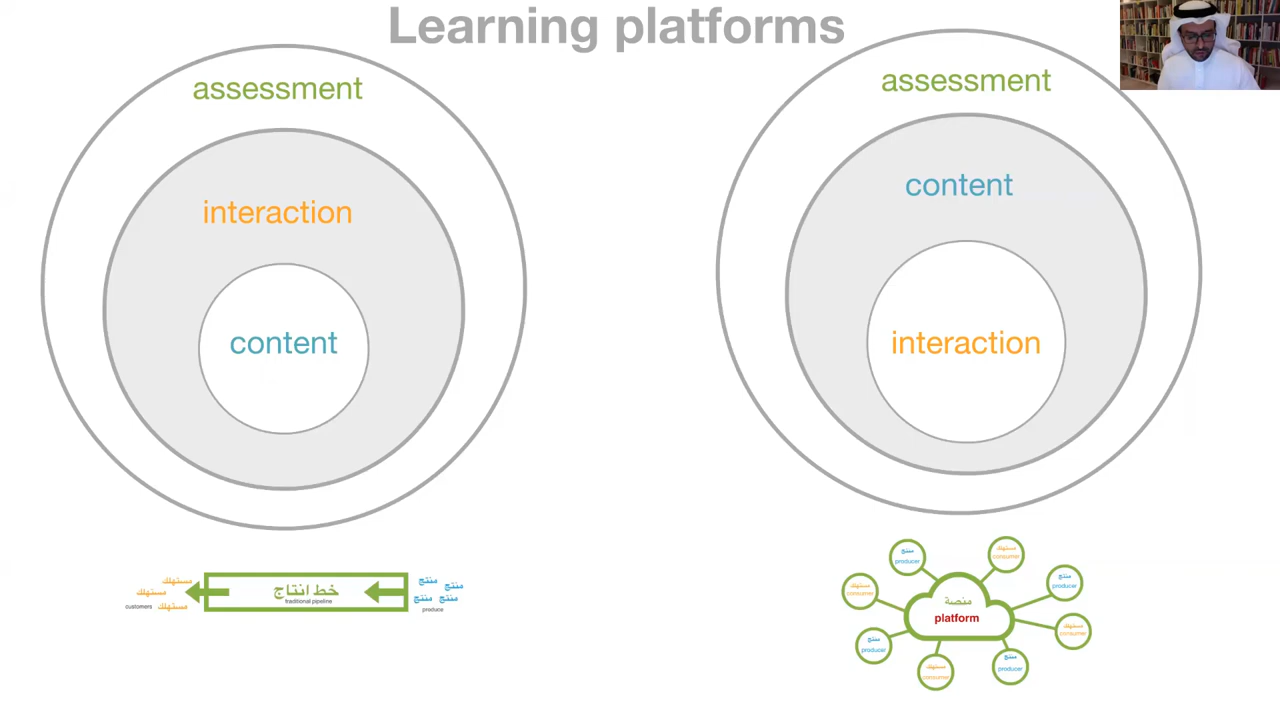 Learning platforms
assessment
interaction
content
assessment
content
interaction
مستهلك
مستهلك
مستهلك
customers
خط انتاج
traditional pipeline
منتج
منتج
منتج
منتج
produce
منصة
platform
منتج
producer
مستهلك
consumer
منتج
producer
مستهلك
consumer
منتج
producer
مستهلك
consumer
منتج
producer
مستهلك
consumer